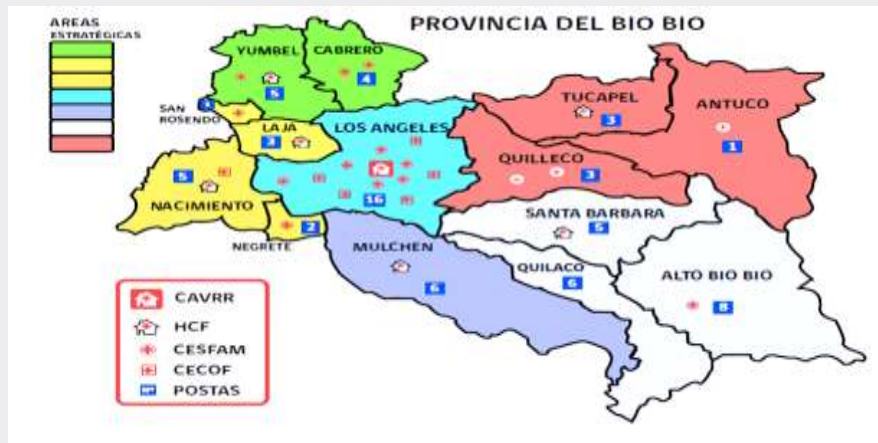 PROVINCIA DEL BIO BIO
AREAS
ESTRATÉGICAS
YUMBEL
5
CABRERO
4
SAN
ROSENDO
LAJA
3
LOS ANGELES
16
TUCAPEL
3
ANTUCO
1
QUILLECO
3
5
NACIMIENTO
2
NEGRETE
SANTA BARBARA
5
MULCHEN
6
QUILACO
6
ALTO BIO BIO
8
CAVRR
HCF
CESFAM
CECOF
POSTAS